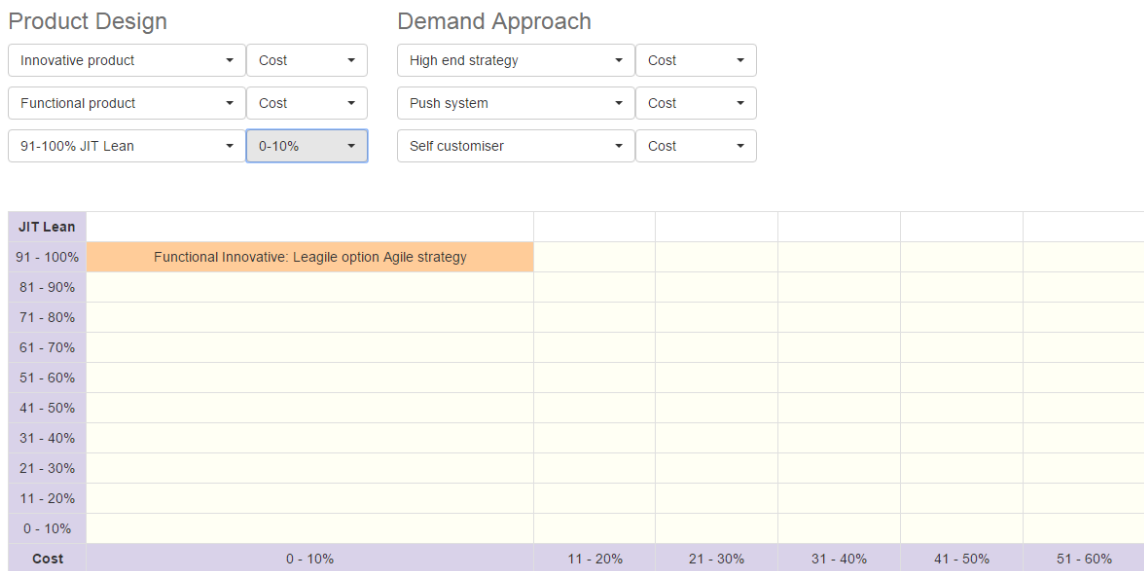 Product Design
Demand Approach
Innovative product
Cost
High end strategy
Cost
Functional product
Cost
Push system
Cost
91-100% JIT Lean
0-10%
Self customiser
Cost
JIT Lean
91 - 100%
Functional Innovative: Leagile option Agile strategy
81 - 90%
71 - 80%
61 - 70%
51 - 60%
41 - 50%
31 - 40%
21 - 30%
11 - 20%
0 - 10%
Cost
0 - 10%
11 - 20%
21 - 30%
31 - 40%
41 - 50%
51 - 60%